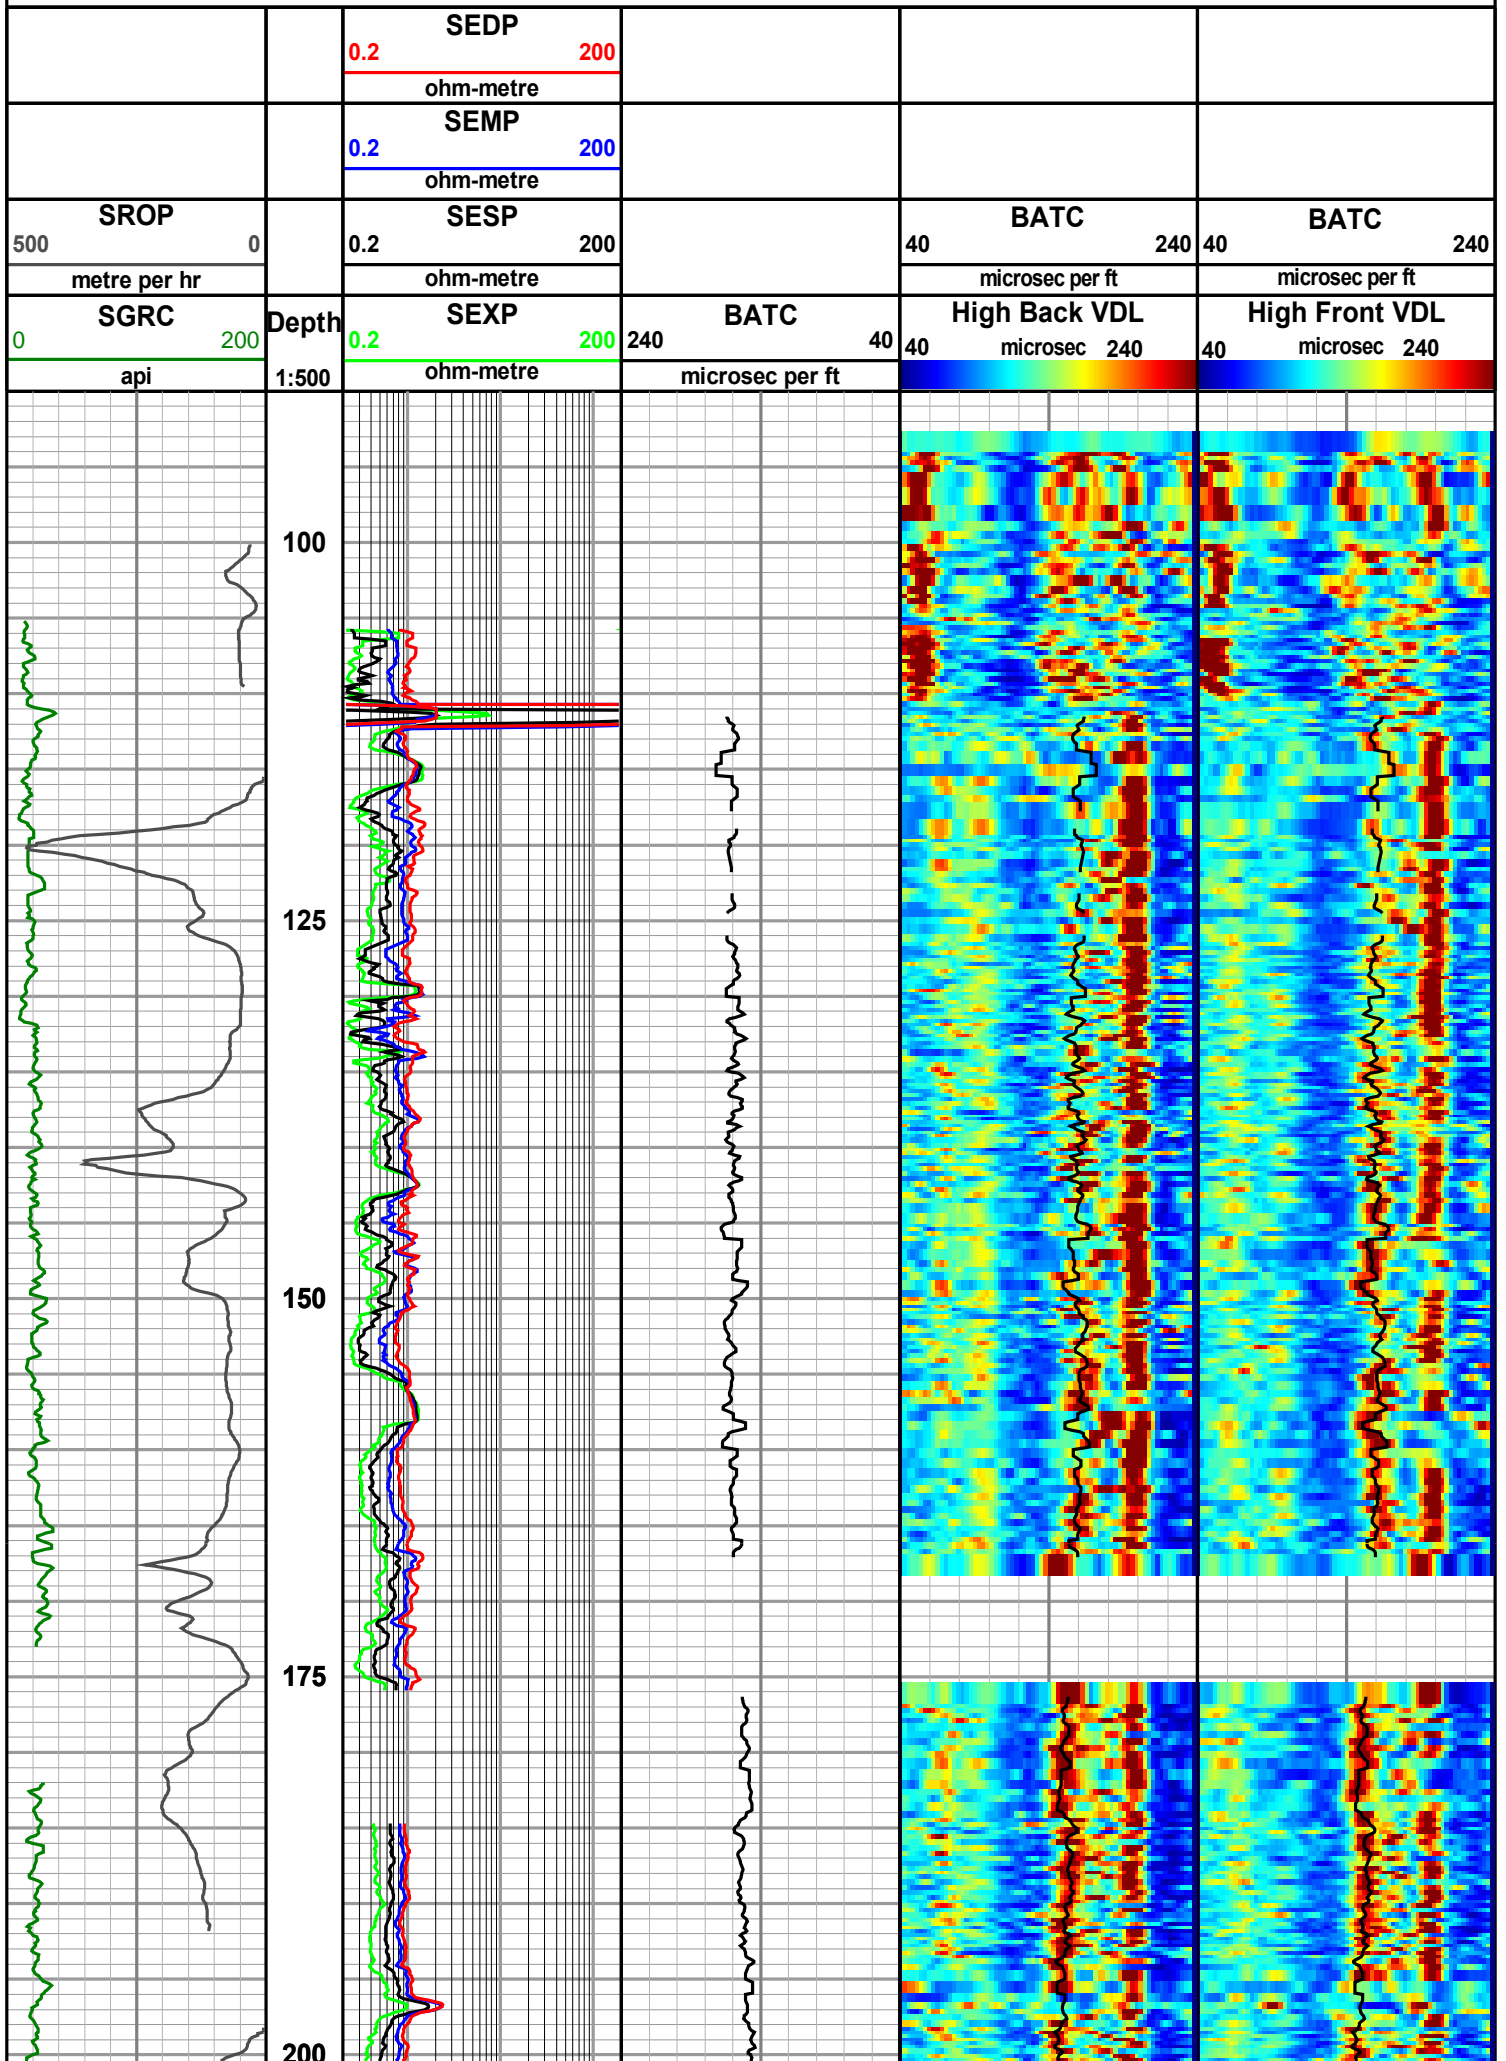 SEDP
0.2 200
ohm-metre
SEMP
0.2 200
ohm-metre
SROP SESP BATC BATC
500 0 0.2 200 40 240 40 240
metre per hr ohm-metre microsec per ft microsec per ft
SGRC Depth SEXP BATC High Back VDL High Front VDL
0 200 0.2 200 240 40 40 microsec 240 40 microsec 240
api 1:500 ohm-metre microsec per ft
100
125
150
175
200